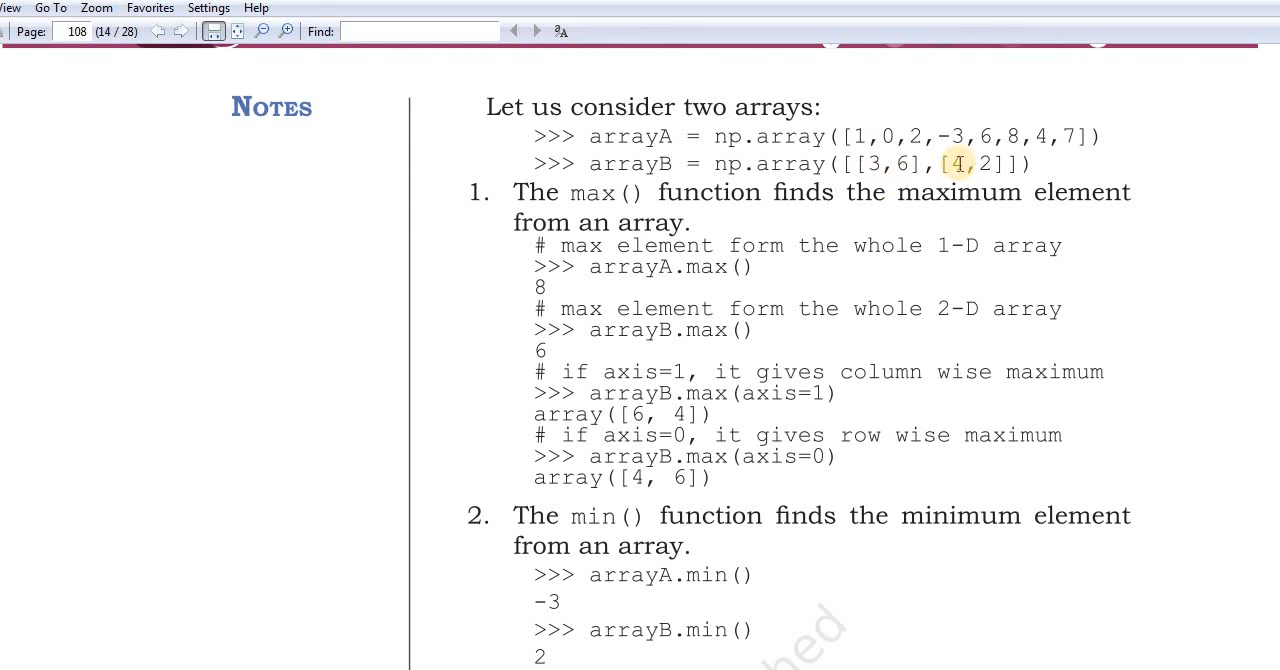 View Go To Zoom Favorites Settings Help
Page: 108 (14 / 28) Find:
NOTES
Let us consider two arrays:
>>> arrayA = np.array([1,0,2,-3,6,8,4,7])
>>> arrayB = np.array([[3,6],[4,2]])
1. The max() function finds the maximum element
from an array.
# max element form the whole 1-D array
>>> arrayA.max()
8
# max element form the whole 2-D array
>>> arrayB.max()
6
# if axis=1, it gives column wise maximum
>>> arrayB.max(axis=1)
array([6, 4])
# if axis=0, it gives row wise maximum
>>> arrayB.max(axis=0)
array([4, 6])
2. The min() function finds the minimum element
from an array.
>>> arrayA.min()
-3
>>> arrayB.min()
2